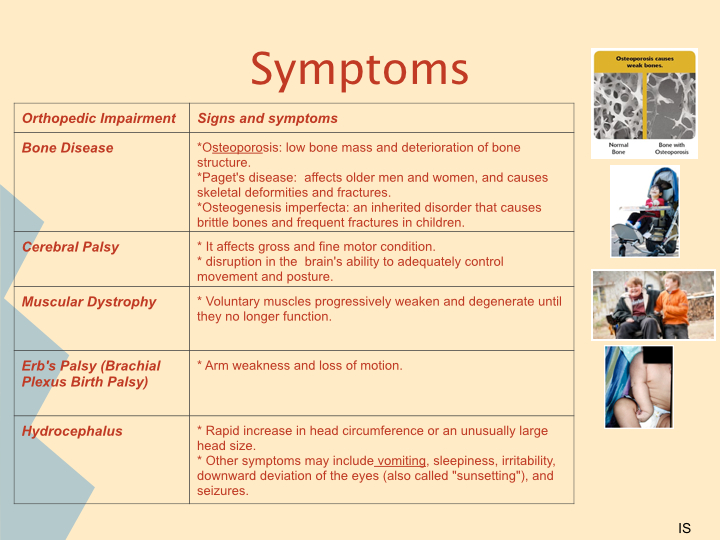 Symptoms
Osteoporosis causes
weak bones.
Normal
Bone
Bone with
Osteoporosis
Orthopedic Impairment
Signs and symptoms
Bone Disease
*Osteoporosis: low bone mass and deterioration of bone
structure.
*Paget's disease:  affects older men and women, and causes
skeletal deformities and fractures.
*Osteogenesis imperfecta: an inherited disorder that causes
brittle bones and frequent fractures in children.
Cerebral Palsy
* It affects gross and fine motor condition.
* disruption in the  brain's ability to adequately control
movement and posture.
Muscular Dystrophy
* Voluntary muscles progressively weaken and degenerate until
they no longer function.
Erb's Palsy (Brachial
Plexus Birth Palsy)
* Arm weakness and loss of motion.
Hydrocephalus
* Rapid increase in head circumference or an unusually large
head size.
* Other symptoms may include vomiting, sleepiness, irritability,
downward deviation of the eyes (also called "sunsetting"), and
seizures.
IS